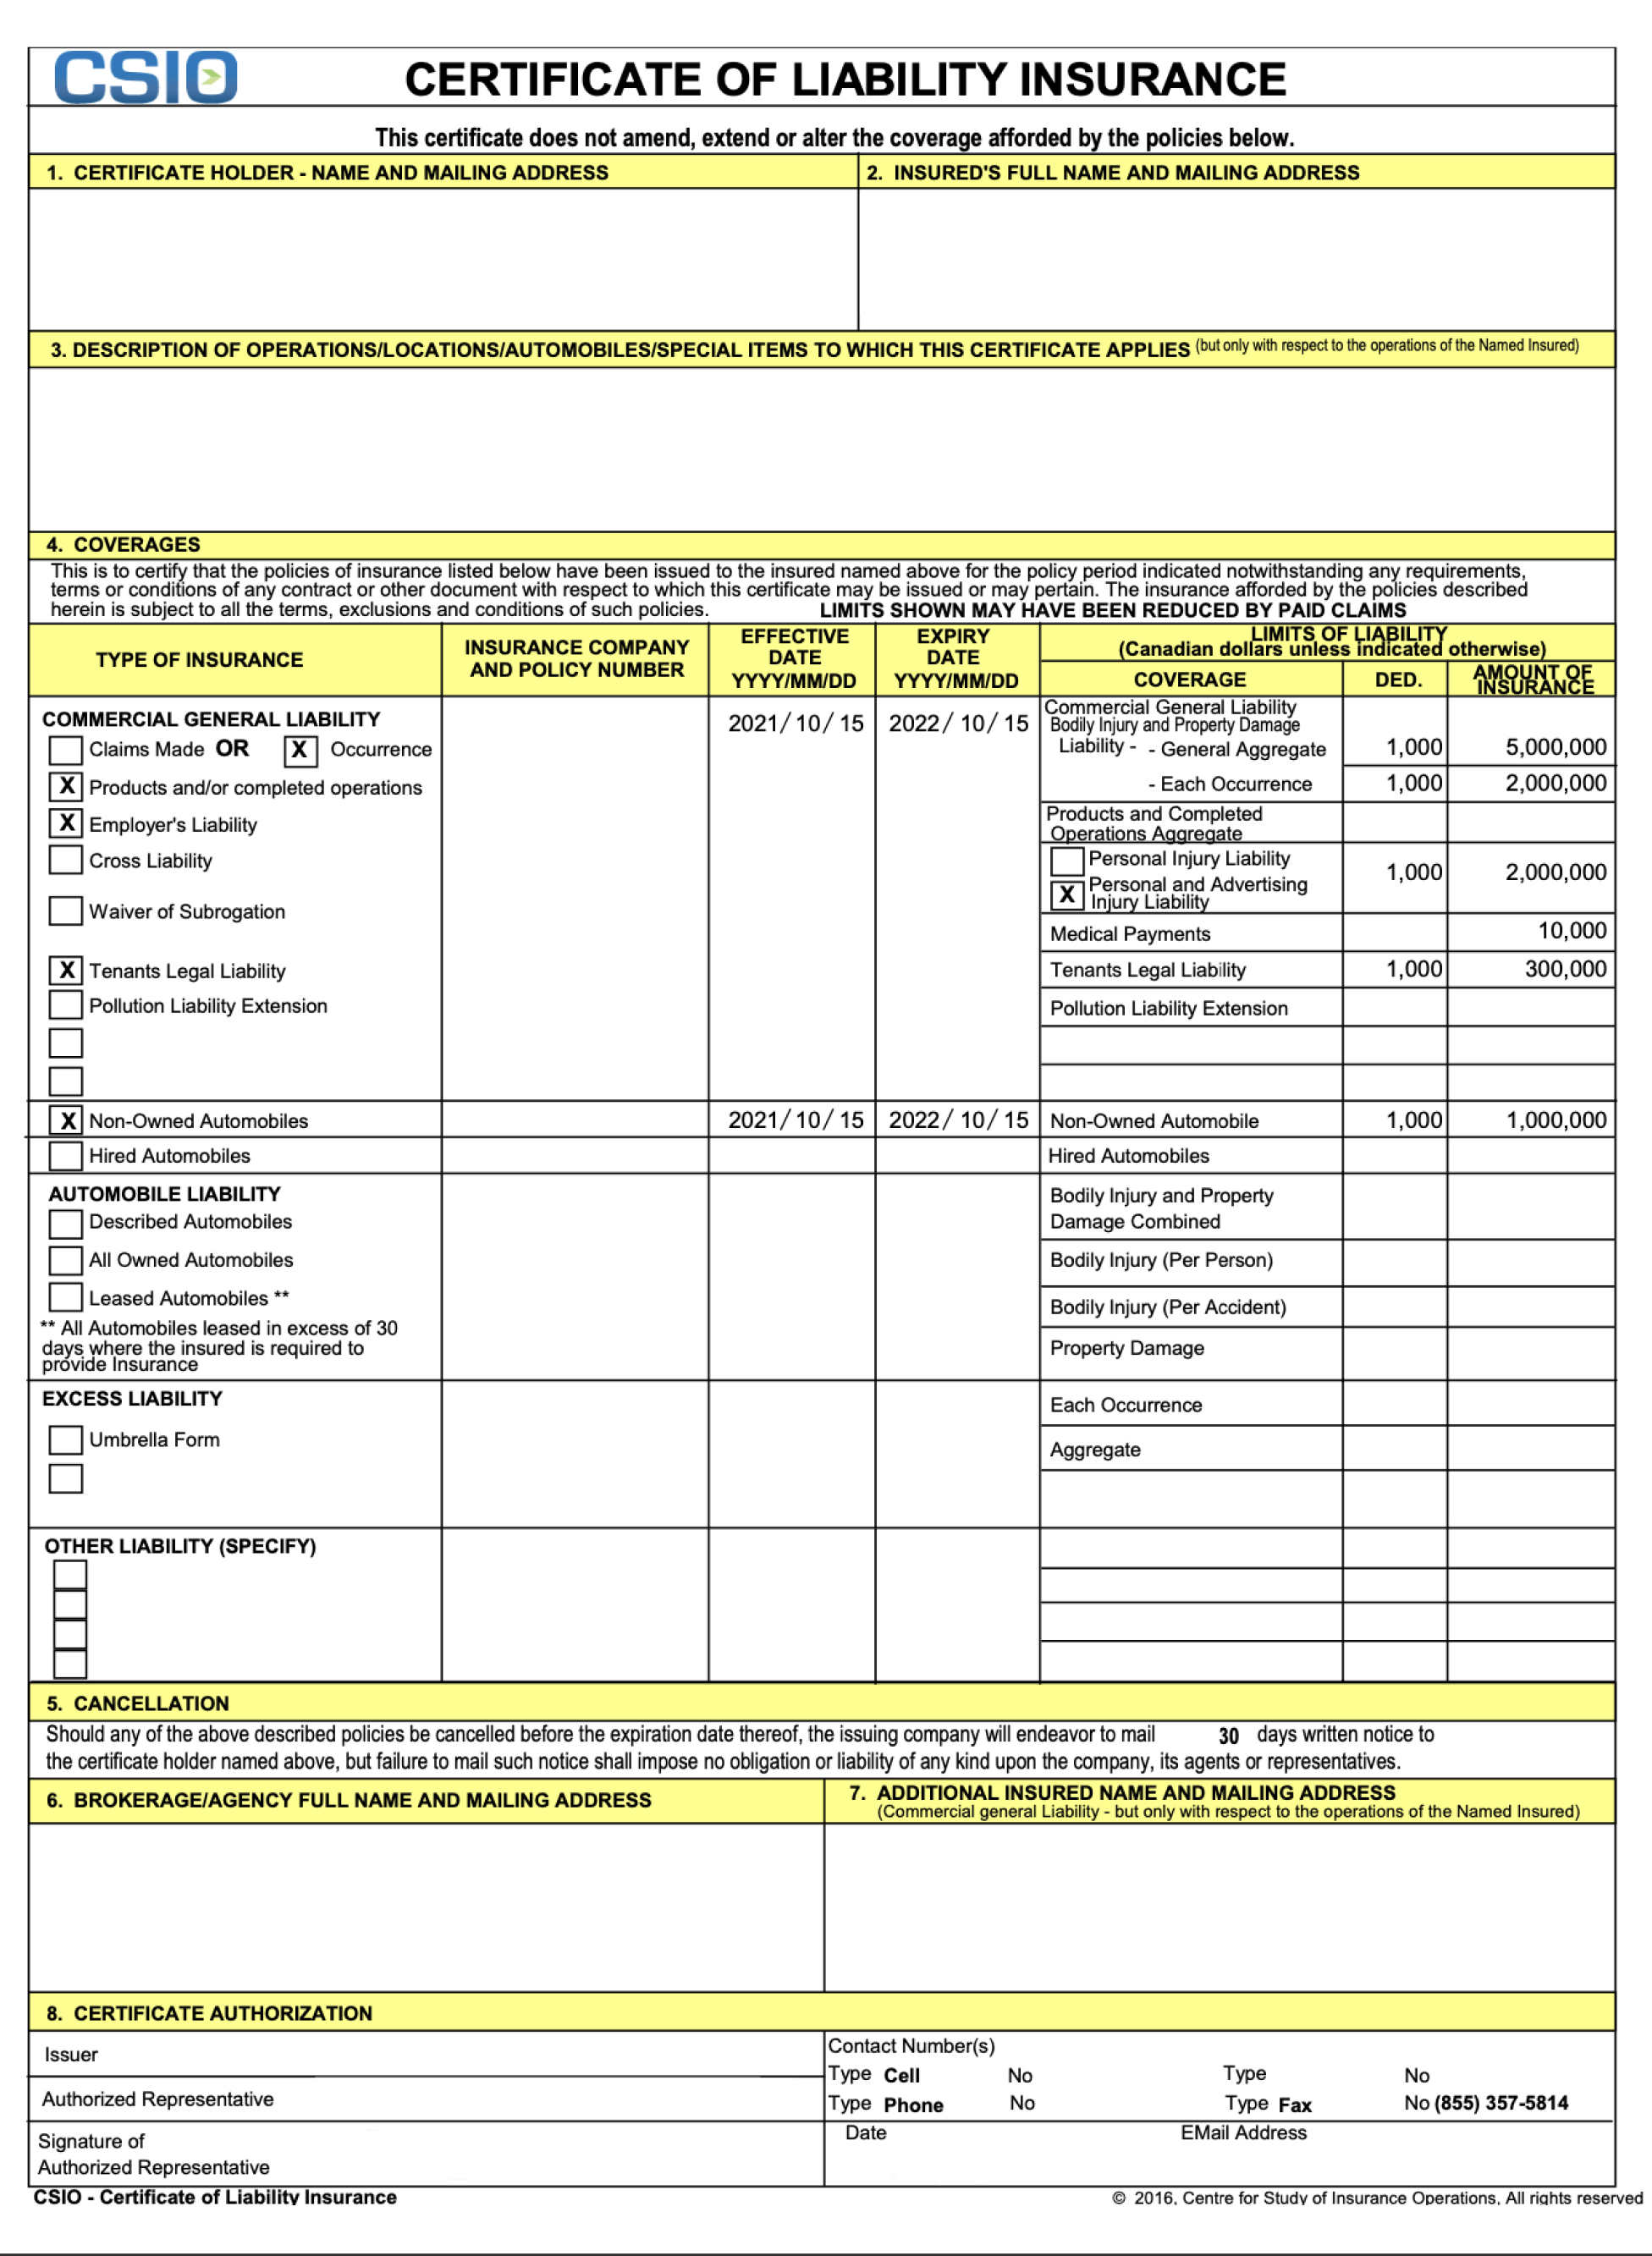 CSIO
CERTIFICATE OF LIABILITY INSURANCE
This certificate does not amend, extend or alter the coverage afforded by the policies below.
1. CERTIFICATE HOLDER - NAME AND MAILING ADDRESS
2. INSURED'S FULL NAME AND MAILING ADDRESS
3. DESCRIPTION OF OPERATIONS/LOCATIONS/AUTOMOBILES/SPECIAL ITEMS TO WHICH THIS CERTIFICATE APPLIES (but only with respect to the operations of the Named Insured)
4. COVERAGES
This is to certify that the policies of insurance listed below have been issued to the insured named above for the policy period indicated notwithstanding any requirements,
terms or conditions of any contract or other document with respect to which this certificate may be issued or may pertain. The insurance afforded by the policies described
herein is subject to all the terms, exclusions and conditions of such policies. LIMITS SHOWN MAY HAVE BEEN REDUCED BY PAID CLAIMS
TYPE OF INSURANCE
INSURANCE COMPANY
AND POLICY NUMBER
EFFECTIVE
DATE
YYYY/MM/DD
EXPIRY
DATE
YYYY/MM/DD
LIMITS OF LIABILITY
(Canadian dollars unless indicated otherwise)
COVERAGE
DED.
AMOUNT OF
INSURANCE
COMMERCIAL GENERAL LIABILITY
Claims Made OR X Occurrence
X Products and/or completed operations
X Employer's Liability
Cross Liability
Waiver of Subrogation
X Tenants Legal Liability
Pollution Liability Extension
2021/10/15
2022/10/15
Commercial General Liability
Bodily Injury and Property Damage
Liability - - General Aggregate 1,000 5,000,000
- Each Occurrence 1,000 2,000,000
Products and Completed
Operations Aggregate
Personal Injury Liability
X Personal and Advertising
Injury Liability
1,000 2,000,000
Medical Payments 10,000
Tenants Legal Liability 1,000 300,000
Pollution Liability Extension
X Non-Owned Automobiles 2021/10/15 2022/10/15 Non-Owned Automobile 1,000 1,000,000
Hired Automobiles Hired Automobiles
AUTOMOBILE LIABILITY
Described Automobiles
All Owned Automobiles
Leased Automobiles **
** All Automobiles leased in excess of 30
days where the insured is required to
provide Insurance
Bodily Injury and Property
Damage Combined
Bodily Injury (Per Person)
Bodily Injury (Per Accident)
Property Damage
EXCESS LIABILITY
Umbrella Form
Each Occurrence
Aggregate
OTHER LIABILITY (SPECIFY)
5. CANCELLATION
Should any of the above described policies be cancelled before the expiration date thereof, the issuing company will endeavor to mail 30 days written notice to
the certificate holder named above, but failure to mail such notice shall impose no obligation or liability of any kind upon the company, its agents or representatives.
6. BROKERAGE/AGENCY FULL NAME AND MAILING ADDRESS
7. ADDITIONAL INSURED NAME AND MAILING ADDRESS
(Commercial general Liability - but only with respect to the operations of the Named Insured)
8. CERTIFICATE AUTHORIZATION
Issuer
Authorized Representative
Signature of
Authorized Representative
Contact Number(s)
Type Cell No Type No
Type Phone No Type Fax No (855) 357-5814
Date EMail Address
CSIO - Certificate of Liability Insurance
© 2016, Centre for Study of Insurance Operations, All rights reserved